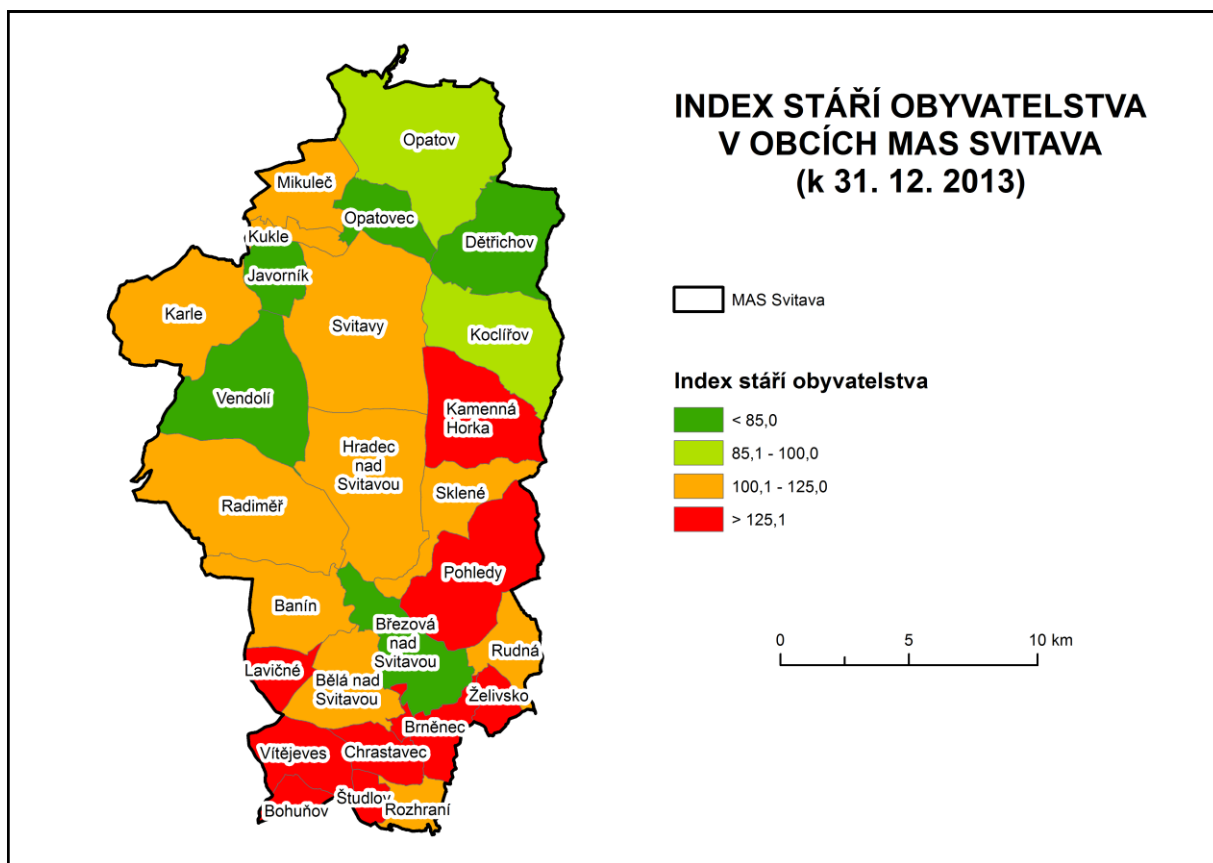 INDEX STÁŘÍ OBYVATELSTVA
V OBCÍCH MAS SVITAVA
(k 31. 12. 2013)
Opatov
Mikuleč
Opatovec
Kukle
Dětřichov
Javorník
Karle
Svitavy
Koclířov
Vendolí
Kamenná
Horka
Hradec
nad
Svitavou
Sklené
Radiměř
Pohledy
Banín
Březová
nad
Svitavou
Rudná
Lavičné
Bělá nad
Svitavou
Želivsko
Brněnec
Vítějeves
Chrastavec
Študlov
Bohuňov
Rozhraní
MAS Svitava
Index stáří obyvatelstva
< 85,0
85,1 - 100,0
100,1 - 125,0
> 125,1
0 5 10 km